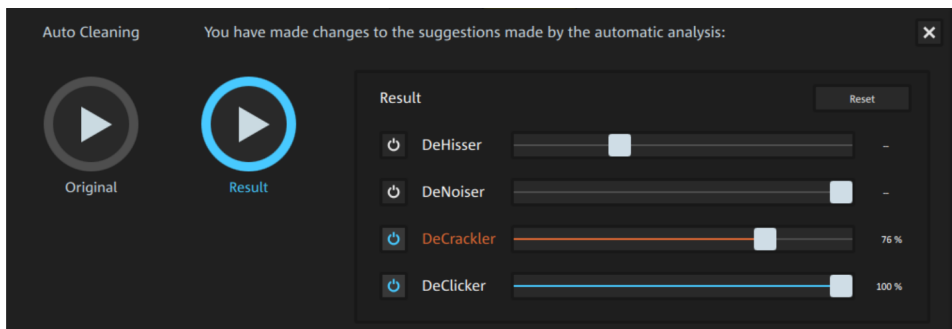 Auto Cleaning
You have made changes to the suggestions made by the automatic analysis:
Original
Result
Result
Reset
DeHisser
–
DeNoiser
–
DeCrackler
76 %
DeClicker
100 %